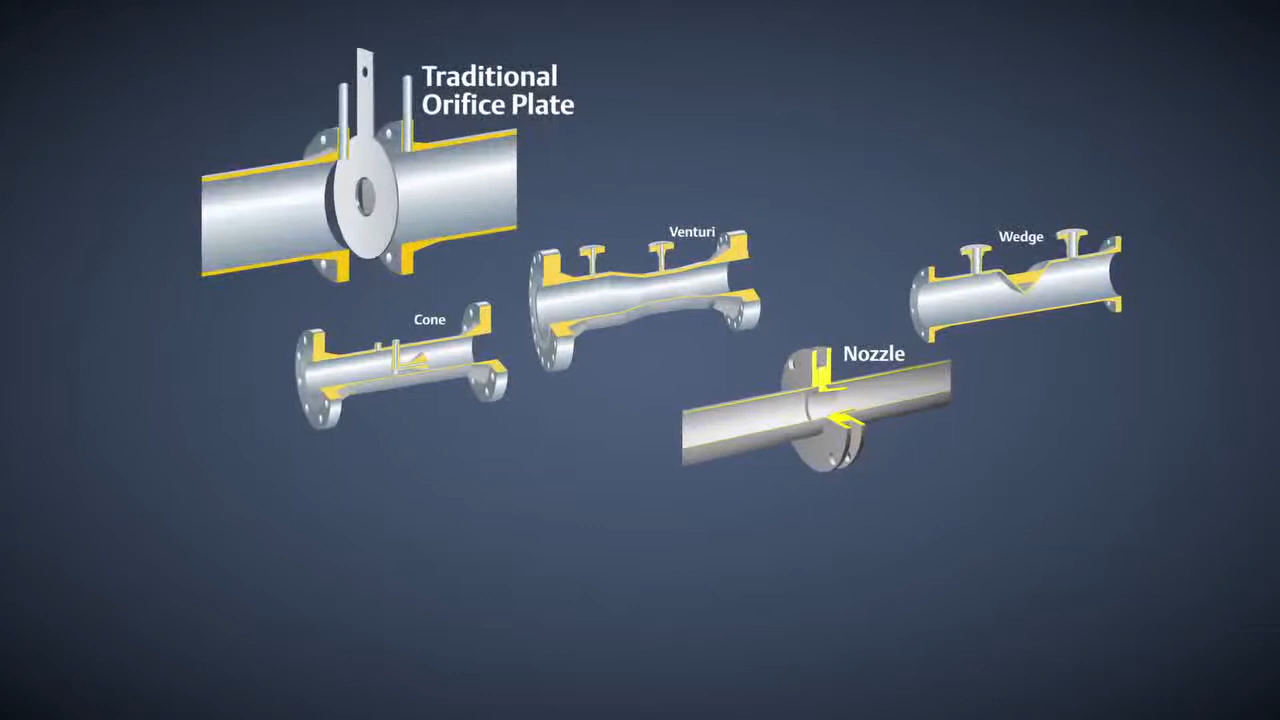 Traditional
Orifice Plate
Venturi
Wedge
Cone
Nozzle